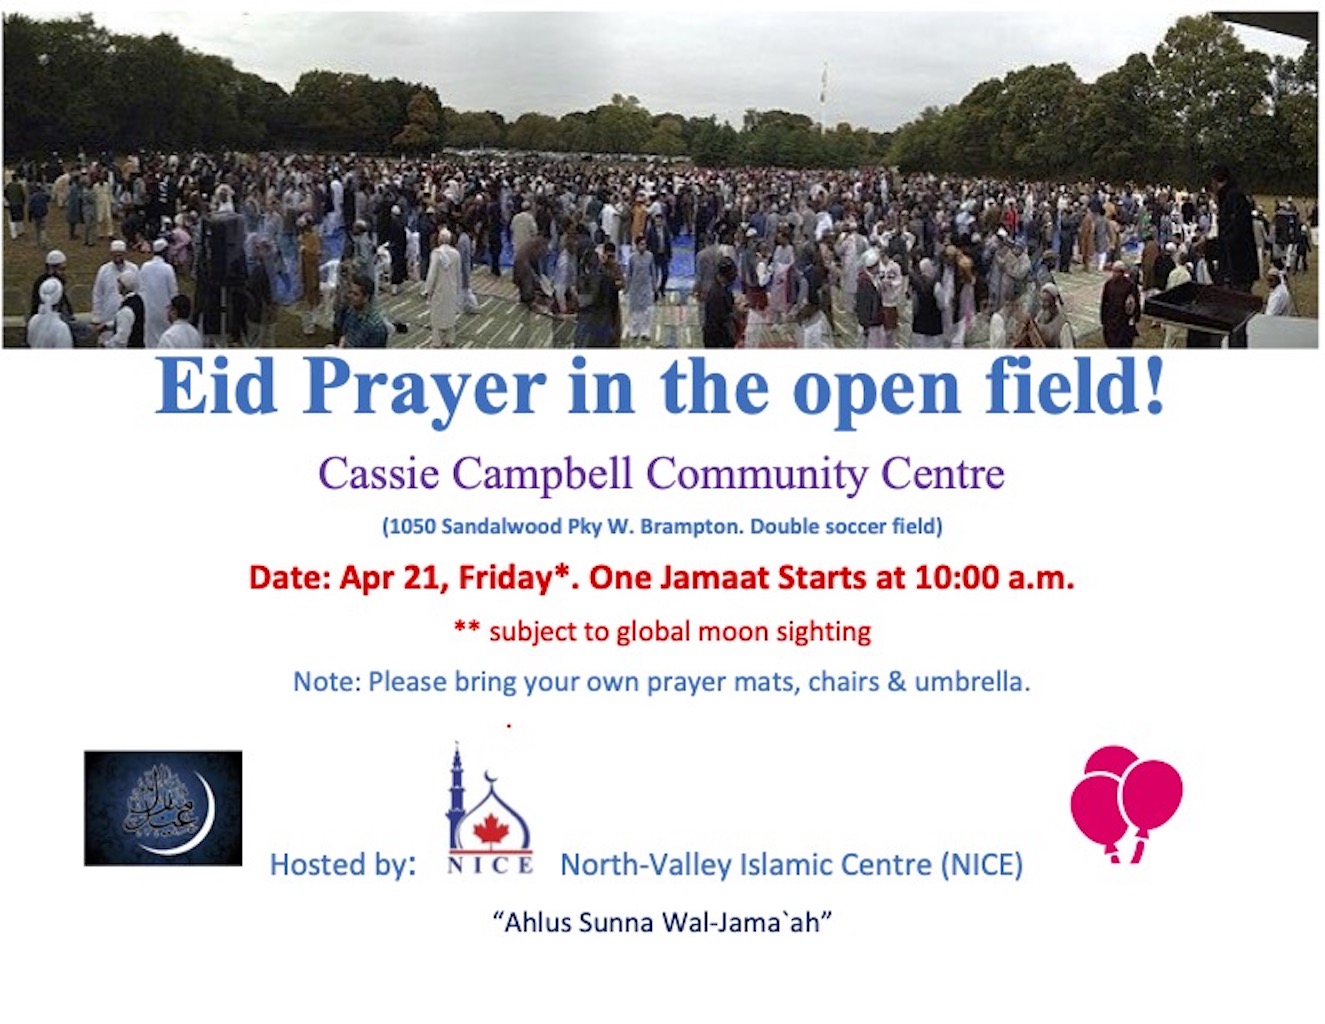 Eid Prayer in the open field!
Cassie Campbell Community Centre
(1050 Sandalwood Pky W. Brampton. Double soccer field)
Date: Apr 21, Friday*. One Jamaat Starts at 10:00 a.m.
** subject to global moon sighting
Note: Please bring your own prayer mats, chairs & umbrella.
.
عيد مبارك
Hosted by: NICE North-Valley Islamic Centre (NICE)
“Ahlus Sunna Wal-Jama`ah”